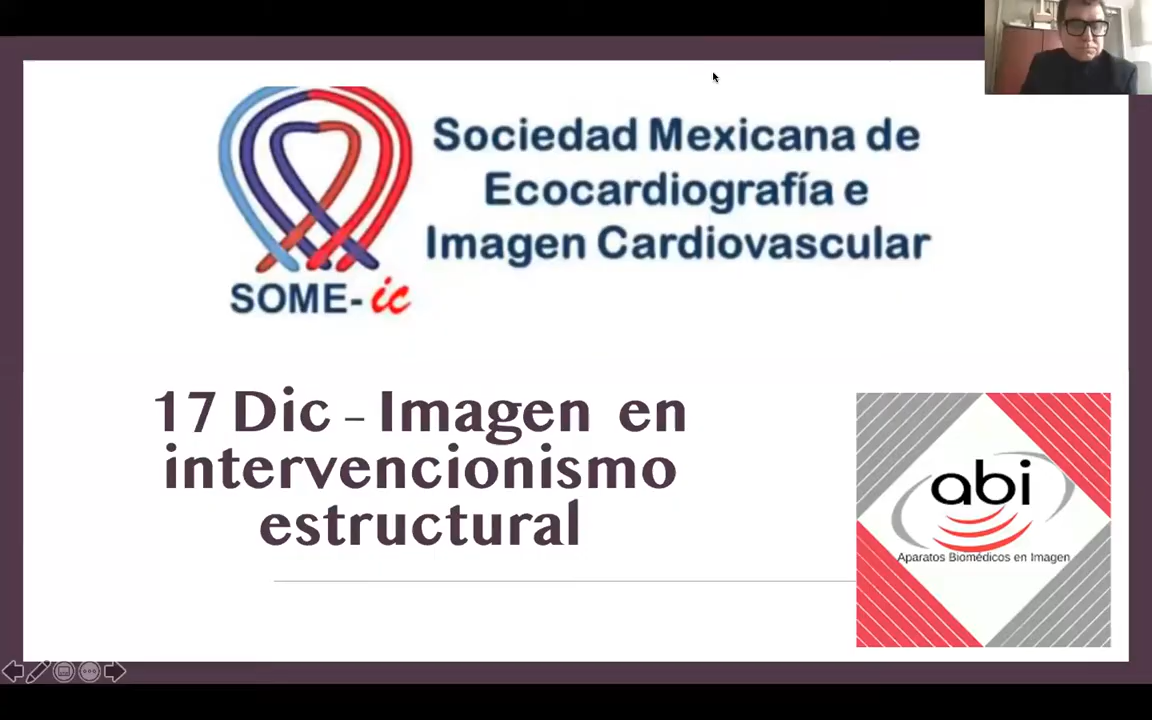 Sociedad Mexicana de
Ecocardiografía e
Imagen Cardiovascular
SOME-ic
17 Dic - Imagen en
intervencionismo
estructural
abi
Aparatos Biomédicos en Imagen